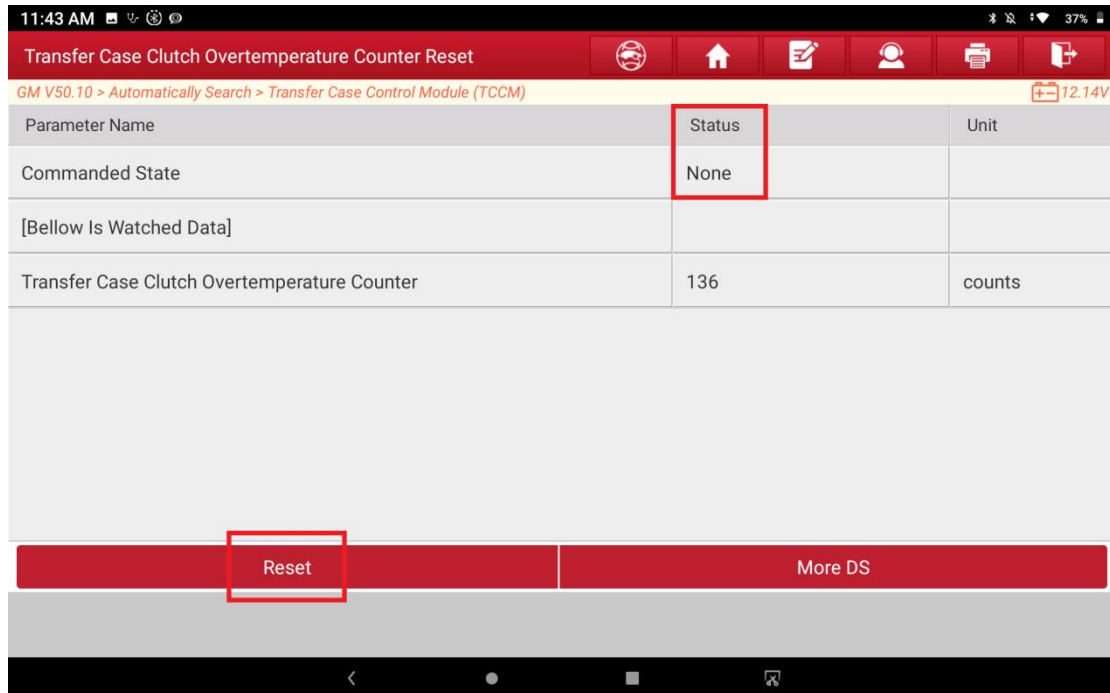 11:43 AM 37%
Transfer Case Clutch Overtemperature Counter Reset
GM V50.10 > Automatically Search > Transfer Case Control Module (TCCM) 12.14V
Parameter Name Status Unit
Commanded State None
[Bellow Is Watched Data]
Transfer Case Clutch Overtemperature Counter 136 counts
Reset More DS